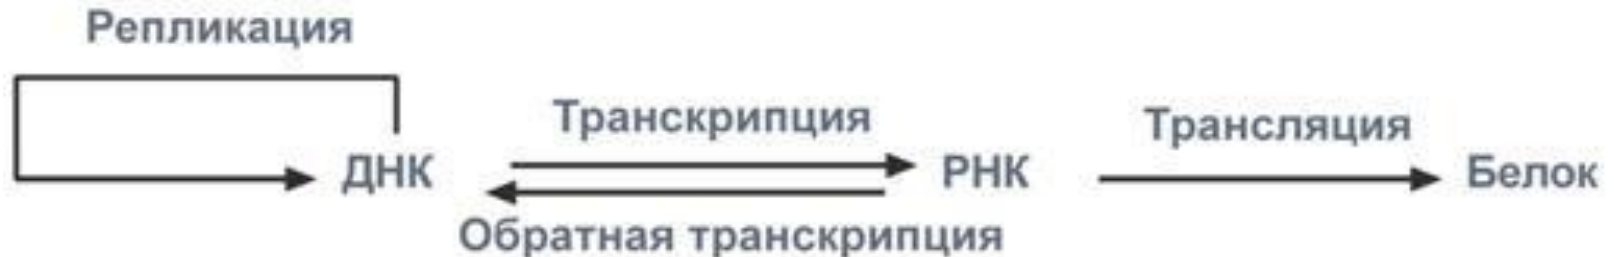 Репликация
Транскрипция
Трансляция
ДНК
РНК
Белок
Обратная транскрипция